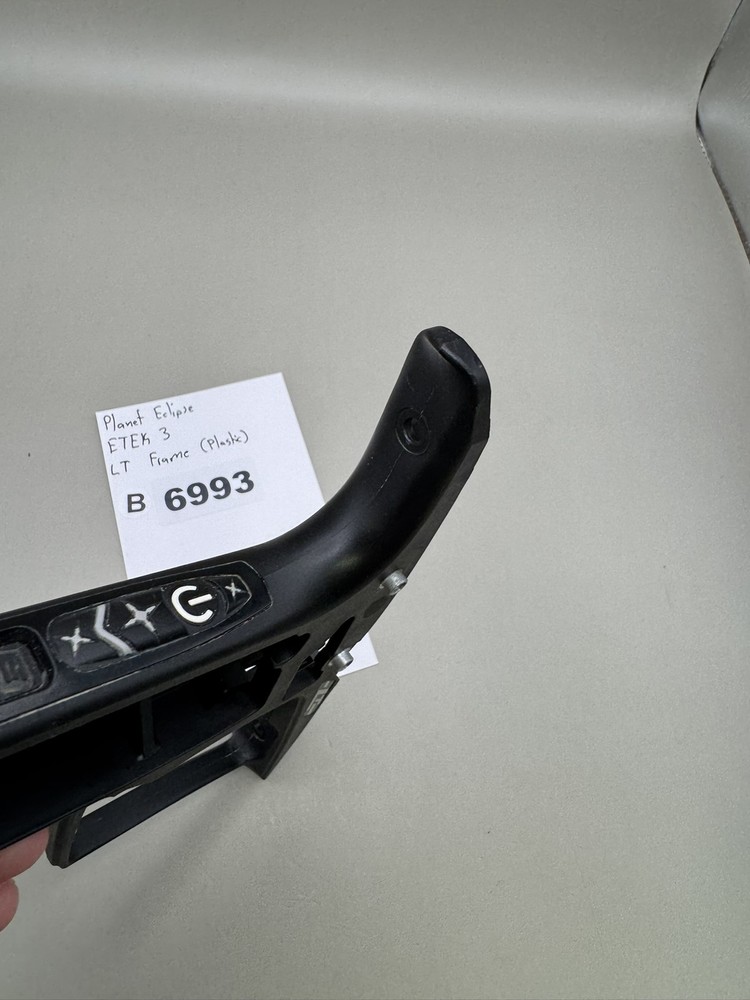 Planet Eclipse
ETEK 3
LT Frame (Plastic)
B 6993